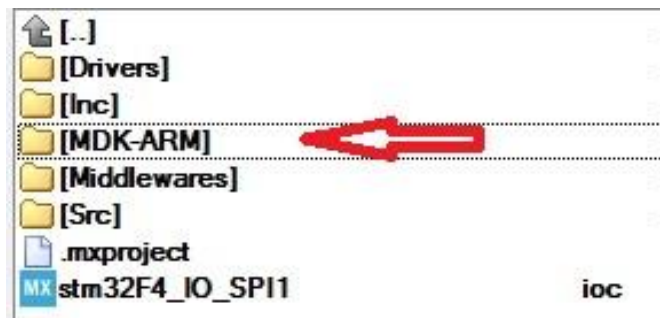 [..]
[Drivers]
[Inc]
[MDK-ARM]
[Middlewares]
[Src]
.mxproject
MX stm32F4_IO_SPI1 ioc